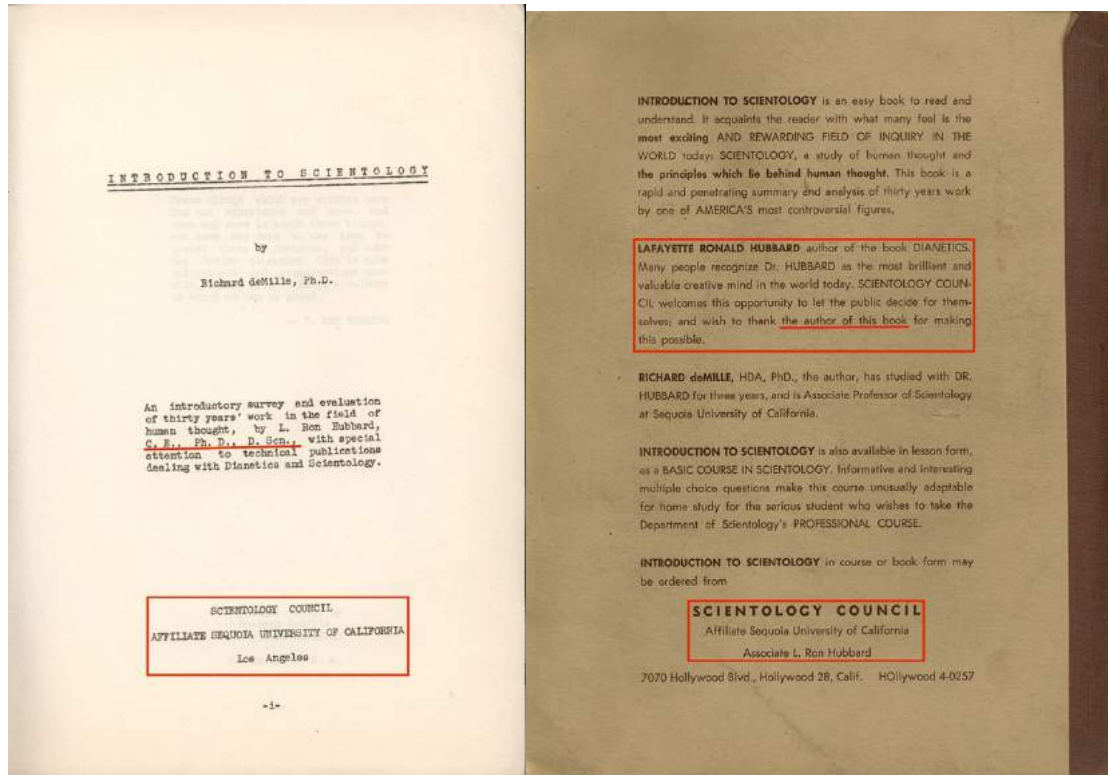 INTRODUCTION TO SCIENTOLOGY
by
Richard deMille, Ph.D.
An introductory survey and evaluation
of thirty years' work in the field of
human thought, by L. Ron Hubbard,
C. E., Ph. D., D. Scn., with special
attention to technical publications
dealing with Dianetics and Scientology.
SCIENTOLOGY COUNCIL
AFFILIATE SEQUOIA UNIVERSITY OF CALIFORNIA
Los Angeles
-i-
INTRODUCTION TO SCIENTOLOGY is an easy book to read and
understand. It acquaints the reader with what many feel is the
most exciting AND REWARDING FIELD OF INQUIRY IN THE
WORLD today: SCIENTOLOGY, a study of human thought and
the principles which lie behind human thought. This book is a
rapid and penetrating summary and analysis of thirty years work
by one of AMERICA'S most controversial figures,
LAFAYETTE RONALD HUBBARD author of the book DIANETICS.
Many people recognize Dr. HUBBARD as the most brilliant and
valuable creative mind in the world today. SCIENTOLOGY COUN-
CIL welcomes this opportunity to let the public decide for them-
selves; and wish to thank the author of this book for making
this possible.
RICHARD deMILLE, HDA, PhD., the author, has studied with DR.
HUBBARD for three years, and is Associate Professor of Scientology
at Sequoia University of California.
INTRODUCTION TO SCIENTOLOGY is also available in lesson form,
as a BASIC COURSE IN SCIENTOLOGY. Informative and interesting
multiple choice questions make this course unusually adaptable
for home study for the serious student who wishes to take the
Department of Scientology's PROFESSIONAL COURSE.
INTRODUCTION TO SCIENTOLOGY in course or book form may
be ordered from
SCIENTOLOGY COUNCIL
Affiliate Sequoia University of California
Associate L. Ron Hubbard
7070 Hollywood Blvd., Hollywood 28, Calif. HOllywood 4-0257